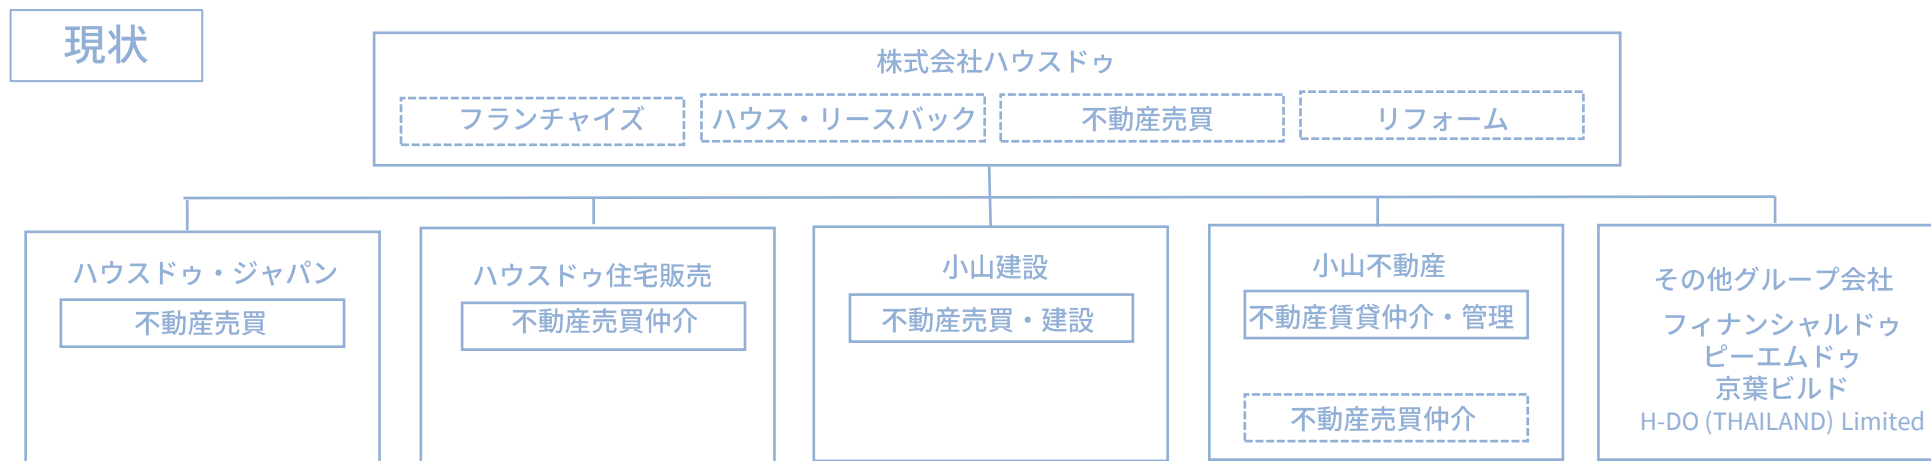 現状
株式会社ハウスドゥ
フランチャイズ
ハウス・リースバック
不動産売買
リフォーム
ハウスドゥ・ジャパン
不動産売買
ハウスドゥ住宅販売
不動産売買仲介
小山建設
不動産売買・建設
小山不動産
不動産賃貸仲介・管理
不動産売買仲介
その他グループ会社
フィナンシャルドゥ
ピーエムドゥ
京葉ビルド
H-DO (THAILAND) Limited